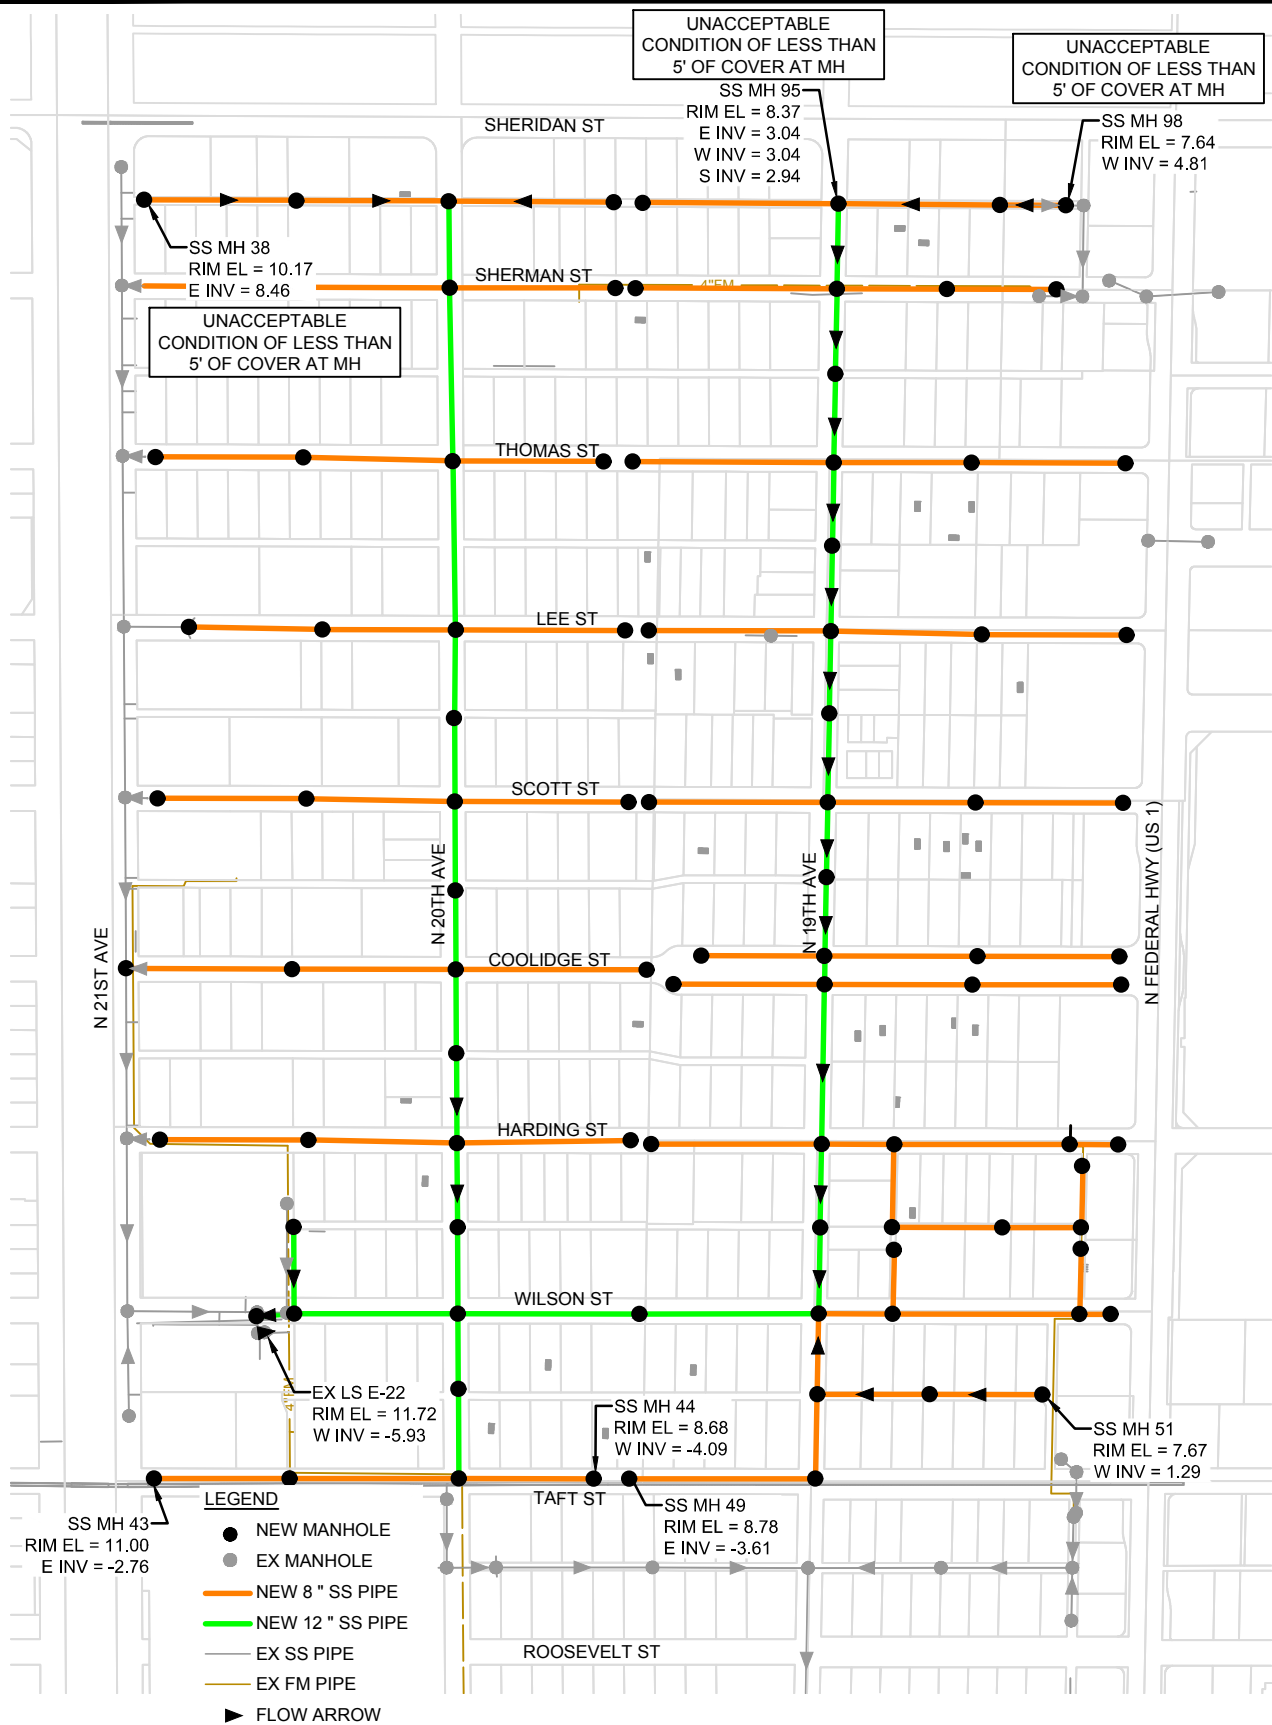 UNACCEPTABLE
CONDITION OF LESS THAN
5' OF COVER AT MH
UNACCEPTABLE
CONDITION OF LESS THAN
5' OF COVER AT MH
SS MH 95
RIM EL = 8.37
E INV = 3.04
W INV = 3.04
S INV = 2.94
SS MH 98
RIM EL = 7.64
W INV = 4.81
SHERIDAN ST
SS MH 38
RIM EL = 10.17
E INV = 8.46
SHERMAN ST
4"FM
UNACCEPTABLE
CONDITION OF LESS THAN
5' OF COVER AT MH
THOMAS ST
LEE ST
SCOTT ST
N 20TH AVE
N 19TH AVE
N FEDERAL HWY (US 1)
N 21ST AVE
COOLIDGE ST
HARDING ST
WILSON ST
EX LS E-22
RIM EL = 11.72
W INV = -5.93
SS MH 44
RIM EL = 8.68
W INV = -4.09
SS MH 51
RIM EL = 7.67
W INV = 1.29
TAFT ST
SS MH 49
RIM EL = 8.78
E INV = -3.61
SS MH 43
RIM EL = 11.00
E INV = -2.76
LEGEND
NEW MANHOLE
EX MANHOLE
NEW 8 " SS PIPE
NEW 12 " SS PIPE
EX SS PIPE
EX FM PIPE
FLOW ARROW
ROOSEVELT ST